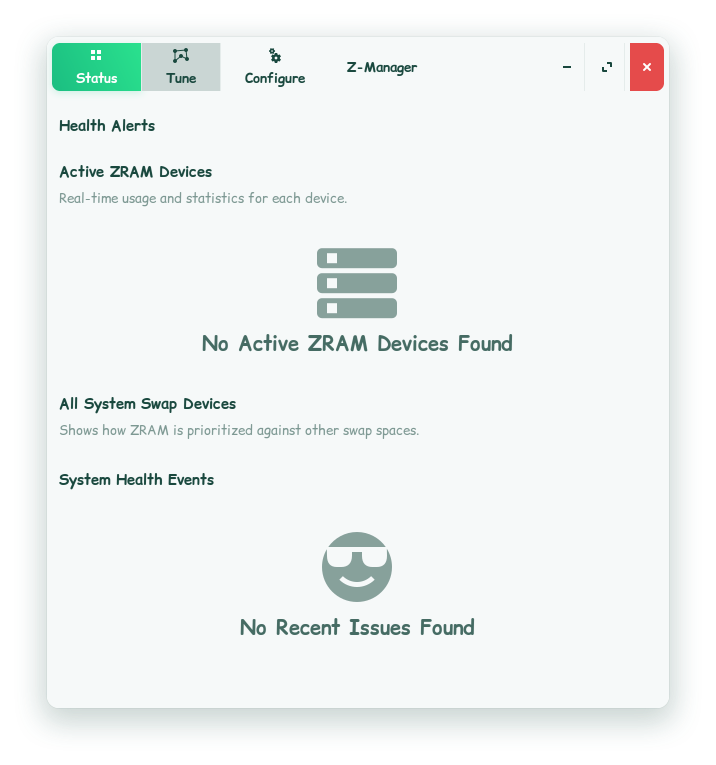 Status
Tune
Configure
Z-Manager
Health Alerts
Active ZRAM Devices
Real-time usage and statistics for each device.
No Active ZRAM Devices Found
All System Swap Devices
Shows how ZRAM is prioritized against other swap spaces.
System Health Events
No Recent Issues Found